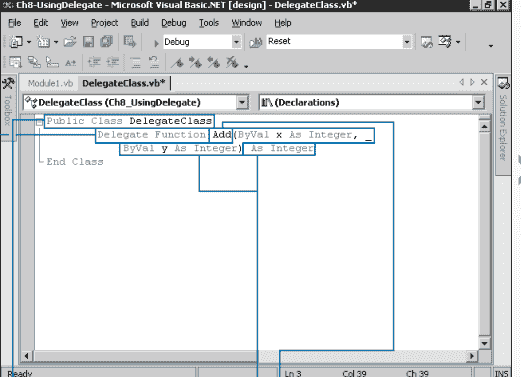 Ch8-UsingDelegate - Microsoft Visual Basic.NET [design] - DelegateClass.vb*
File Edit View Project Build Debug Tools Window Help
Debug Reset
Module1.vb DelegateClass.vb*
Toolbox
DelegateClass (Ch8_UsingDelegate) (Declarations)
Solution Explorer
Public Class DelegateClass
Delegate Function Add(ByVal x As Integer, _
ByVal y As Integer) As Integer
End Class
Ready Ln 3 Col 39 Ch 39 INS